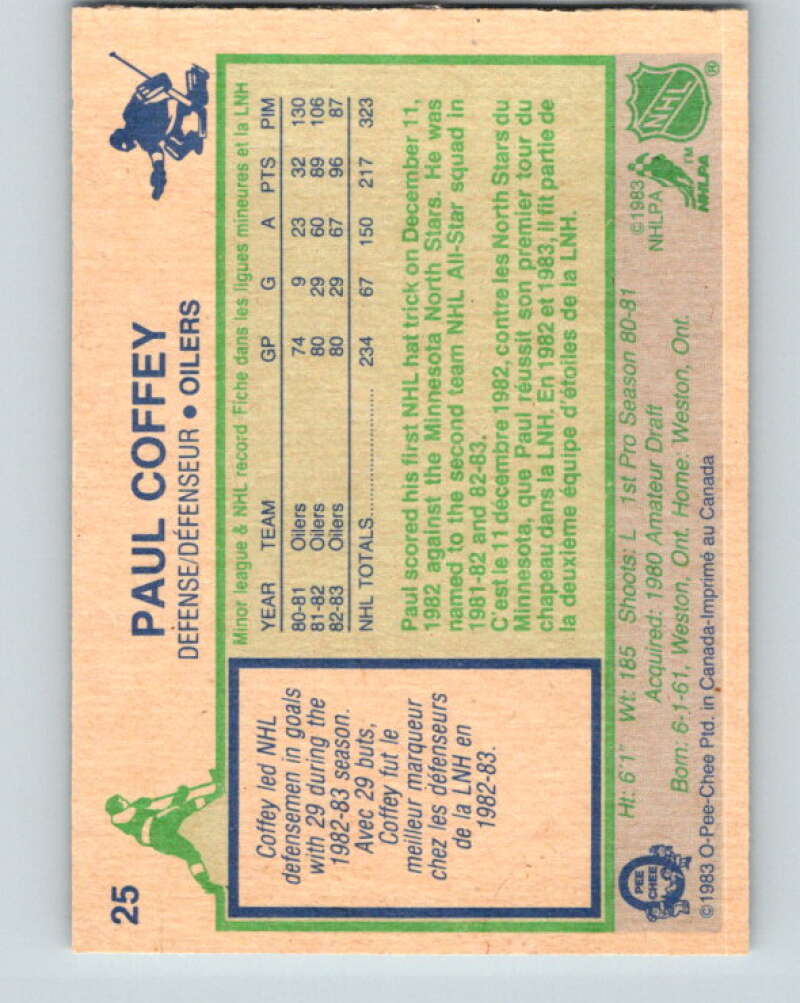 25
PAUL COFFEY
DEFENSE/DÉFENSEUR • OILERS
Coffey led NHL
defensemen in goals
with 29 during the
1982-83 season.
Avec 29 buts,
Coffey fut le
meilleur marqueur
chez les défenseurs
de la LNH en
1982-83.
Minor league & NHL record·Fiche dans les ligues mineures et la LNH
YEAR TEAM GP G A PTS PIM
80-81 Oilers 74 9 23 32 130
81-82 Oilers 80 29 60 89 106
82-83 Oilers 80 29 67 96 87
NHL TOTALS.................. 234 67 150 217 323
Paul scored his first NHL hat trick on December 11,
1982 against the Minnesota North Stars. He was
named to the second team NHL All-Star squad in
1981-82 and 82-83.
C'est le 11 décembre 1982, contre les North Stars du
Minnesota, que Paul réussit son premier tour du
chapeau dans la LNH. En 1982 et 1983, il fit partie de
la deuxième équipe d'étoiles de la LNH.
Ht: 6'1" Wt: 185 Shoots: L 1st Pro Season 80-81
Acquired: 1980 Amateur Draft
Born: 6-1-61, Weston, Ont. Home: Weston, Ont.
©1983 O-Pee-Chee Ptd. in Canada-Imprimé au Canada
O
PEE
CHEE
©1983
NHLPA
NHLPA
TM
NHL
®